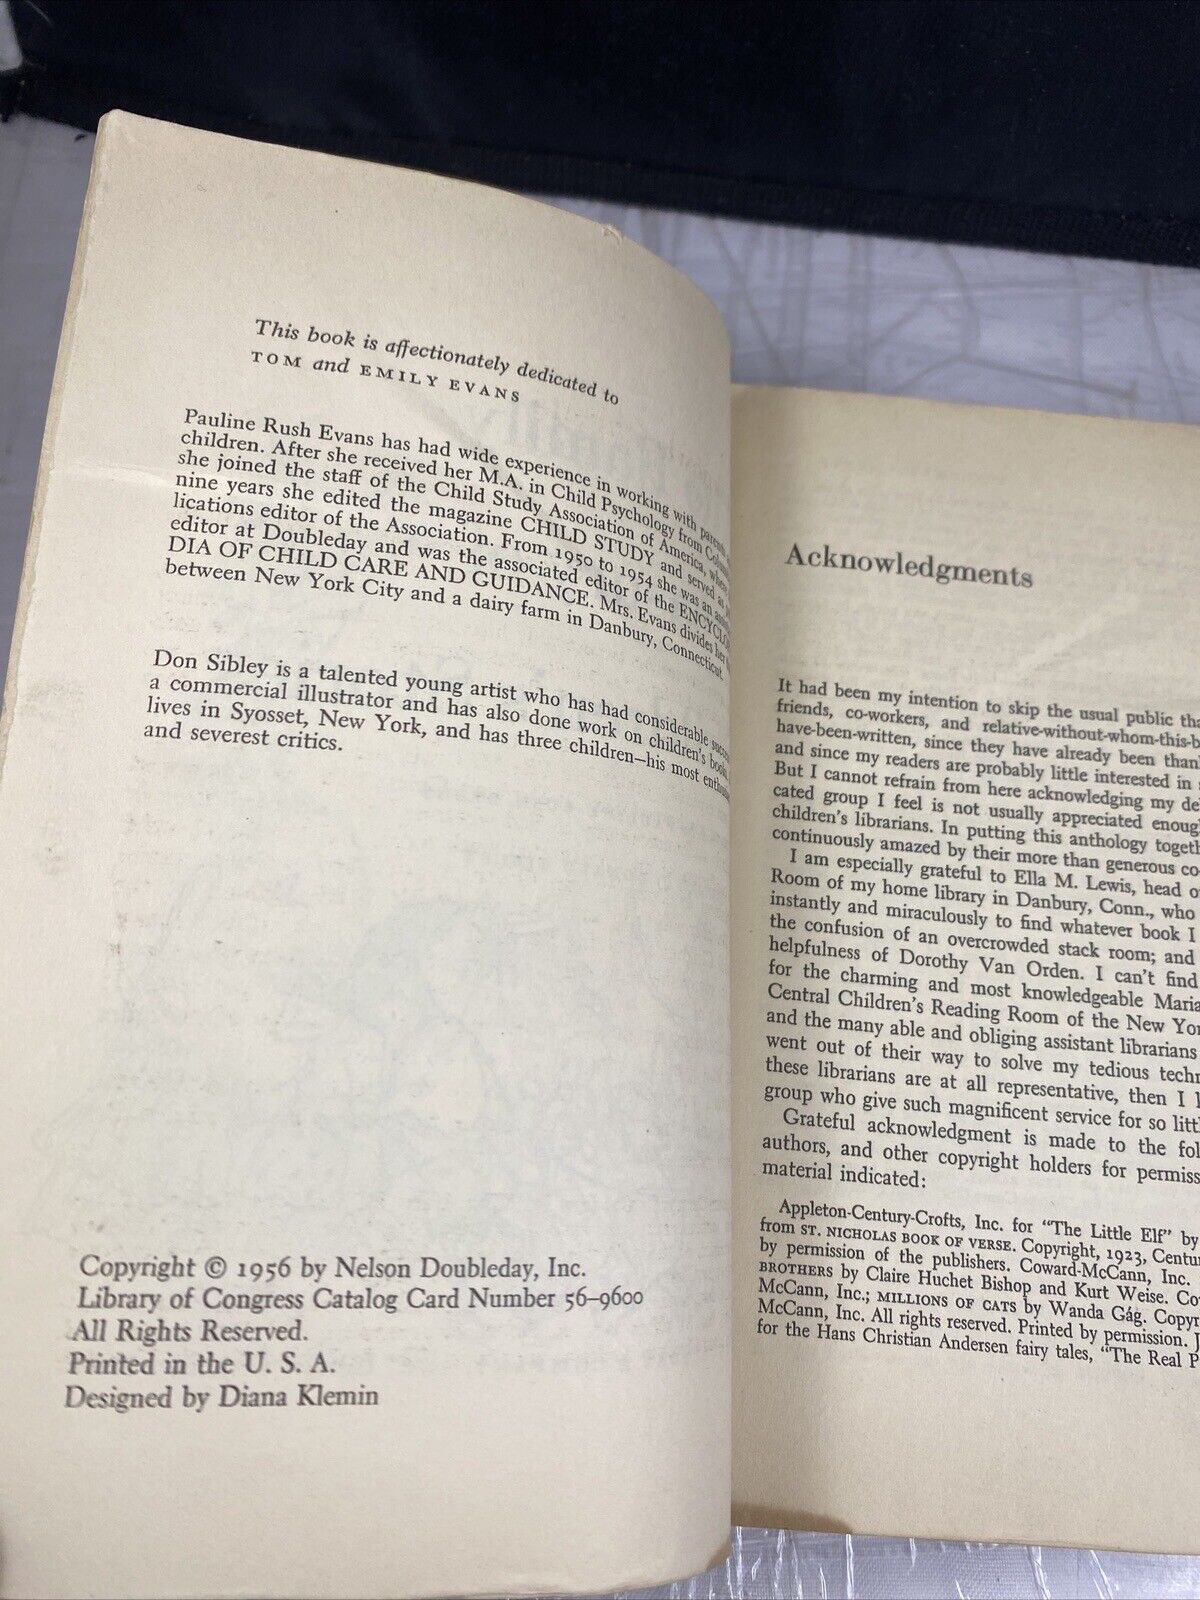 This book is affectionately dedicated to
TOM and EMILY EVANS
Pauline Rush Evans has had wide experience in working with parents
children. After she received her M.A. in Child Psychology from
she joined the staff of the Child Study Association of America, where
nine years she edited the magazine CHILD STUDY and served as
lications editor of the Association. From 1950 to 1954 she was an
editor at Doubleday and was the associated editor of the ENCYCLO
DIA OF CHILD CARE AND GUIDANCE. Mrs. Evans divides her
between New York City and a dairy farm in Danbury, Connecticut.
Don Sibley is a talented young artist who has had considerable
a commercial illustrator and has also done work on children's books.
lives in Syosset, New York, and has three children—his most
and severest critics.
Copyright © 1956 by Nelson Doubleday, Inc.
Library of Congress Catalog Card Number 56–9600
All Rights Reserved.
Printed in the U. S. A.
Designed by Diana Klemin
Acknowledgments
It had been my intention to skip the usual public
friends, co-workers, and relative-without-whom-this-b
have-been-written, since they have already been
and since my readers are probably little interested in
But I cannot refrain from here acknowledging my
cated group I feel is not usually appreciated
children's librarians. In putting this anthology
continuously amazed by their more than generous co-
I am especially grateful to Ella M. Lewis, head
Room of my home library in Danbury, Conn., who
instantly and miraculously to find whatever book I
the confusion of an overcrowded stack room; and
helpfulness of Dorothy Van Orden. I can't find
for the charming and most knowledgeable Maria
Central Children's Reading Room of the New
and the many able and obliging assistant librarians
went out of their way to solve my tedious techn
these librarians are at all representative, then I
group who give such magnificent service for so
Grateful acknowledgment is made to the fol
authors, and other copyright holders for permiss
material indicated:
Appleton-Century-Crofts, Inc. for "The Little Elf" by
from ST. NICHOLAS BOOK OF VERSE. Copyright, 1923, Centur
by permission of the publishers. Coward-McCann, Inc.
BROTHERS by Claire Huchet Bishop and Kurt Weise. Co
McCann, Inc.; MILLIONS OF CATS by Wanda Gág. Copyr
McCann, Inc. All rights reserved. Printed by permission. J
for the Hans Christian Andersen fairy tales, "The Real P